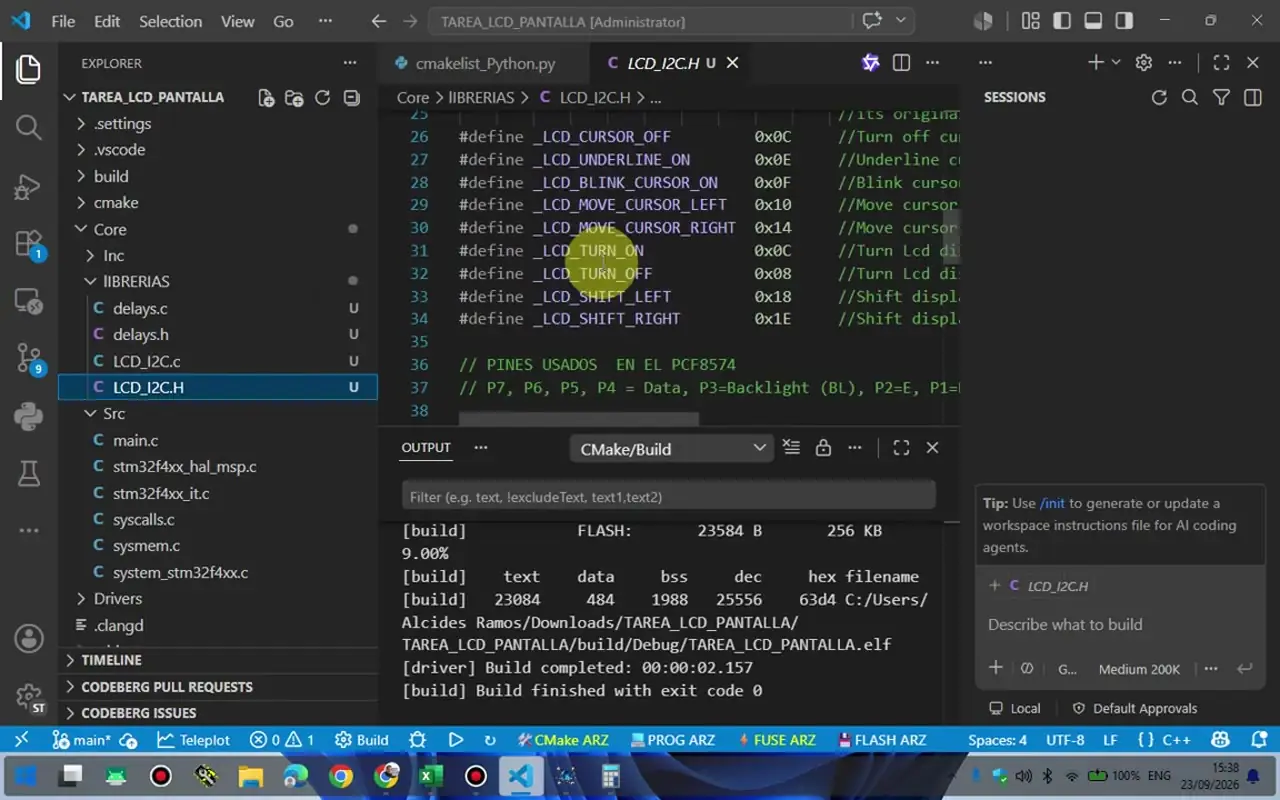 File Edit Selection View Go ··· TAREA_LCD_PANTALLA [Administrator]
EXPLORER
TAREA_LCD_PANTALLA
.settings
.vscode
build
cmake
Core
Inc
lIBRERIAS
delays.c U
delays.h U
LCD_I2C.c U
LCD_I2C.H U
Src
main.c
stm32f4xx_hal_msp.c
stm32f4xx_it.c
syscalls.c
sysmem.c
system_stm32f4xx.c
Drivers
.clangd
TIMELINE
CODEBERG PULL REQUESTS
CODEBERG ISSUES
1
9
ST
cmakelist_Python.py
C LCD_I2C.H U
Core > lIBRERIAS > C LCD_I2C.H > ...
25 //its origina
26 #define _LCD_CURSOR_OFF 0x0C //Turn off cu
27 #define _LCD_UNDERLINE_ON 0x0E //Underline c
28 #define _LCD_BLINK_CURSOR_ON 0x0F //Blink curso
29 #define _LCD_MOVE_CURSOR_LEFT 0x10 //Move cursor
30 #define _LCD_MOVE_CURSOR_RIGHT 0x14 //Move cursor
31 #define _LCD_TURN_ON 0x0C //Turn Lcd di
32 #define _LCD_TURN_OFF 0x08 //Turn Lcd di
33 #define _LCD_SHIFT_LEFT 0x18 //Shift displ
34 #define _LCD_SHIFT_RIGHT 0x1E //Shift displ
35
36 // PINES USADOS  EN EL PCF8574
37 // P7, P6, P5, P4 = Data, P3=Backlight (BL), P2=E, P1=
38
OUTPUT ··· CMake/Build
Filter (e.g. text, !excludeText, text1,text2)
[build] FLASH: 23584 B 256 KB
9.00%
[build] text data bss dec hex filename
[build] 23084 484 1988 25556 63d4 C:/Users/
Alcides Ramos/Downloads/TAREA_LCD_PANTALLA/
TAREA_LCD_PANTALLA/build/Debug/TAREA_LCD_PANTALLA.elf
[driver] Build completed: 00:00:02.157
[build] Build finished with exit code 0
SESSIONS
Tip: Use /init to generate or update a
workspace instructions file for AI coding
agents.
C LCD_I2C.H
Describe what to build
G... Medium 200K ···
Local Default Approvals
main* Teleplot 0 1 Build CMake ARZ PROG ARZ FUSE ARZ FLASH ARZ Spaces: 4 UTF-8 LF { } C++
100% ENG 15:38
23/09/2026